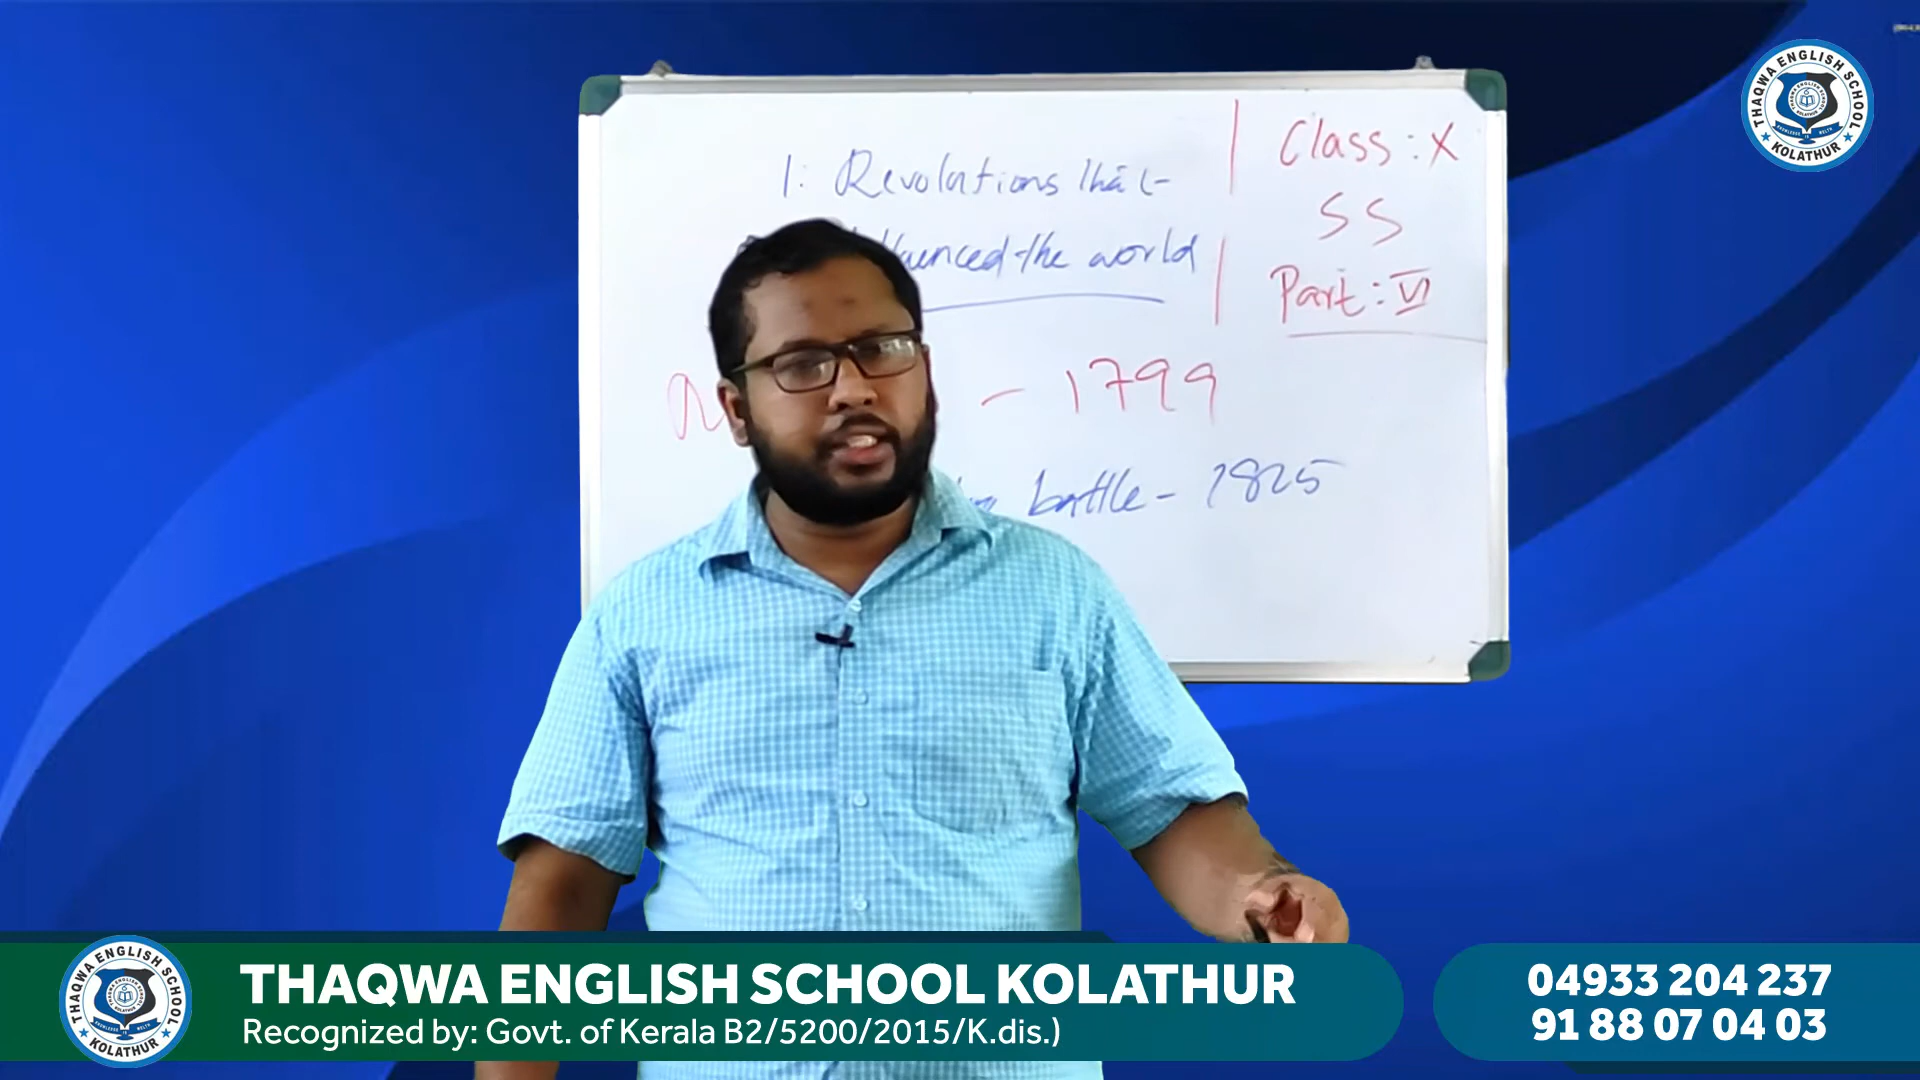 1: Revolutions that
the world
Class: X
SS
Part: VI
- 1799
battle - 1825
THAQWA ENGLISH SCHOOL
KOLATHUR
THAQWA ENGLISH SCHOOL
KOLATHUR
THAQWA ENGLISH SCHOOL KOLATHUR
Recognized by: Govt. of Kerala B2/5200/2015/K.dis.)
04933 204 237
91 88 07 04 03